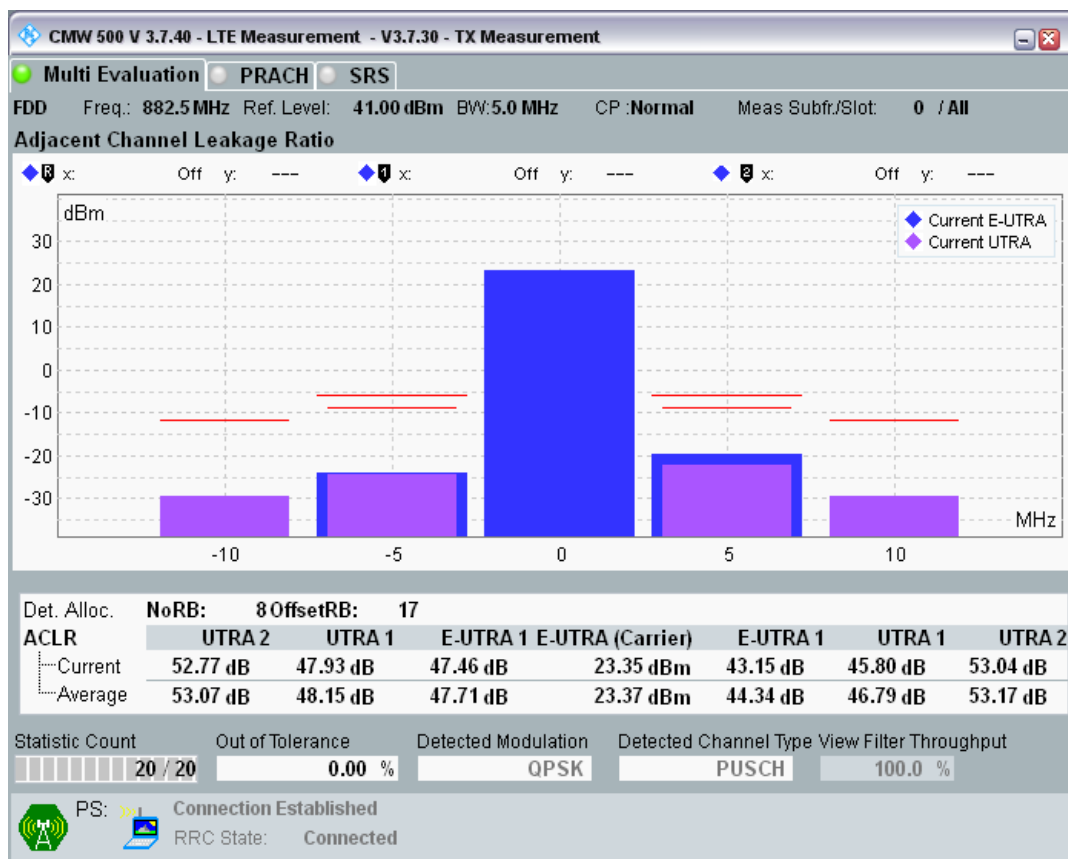 CMW 500 V 3.7.40 - LTE Measurement - V3.7.30 - TX Measurement
Multi Evaluation PRACH SRS
FDD Freq.: 882.5 MHz Ref. Level: 41.00 dBm BW:5.0 MHz CP :Normal Meas Subfr./Slot: 0 / All
Adjacent Channel Leakage Ratio
R x: Off y: --- 1 x: Off y: --- 2 x: Off y: ---
dBm
Current E-UTRA
Current UTRA
30
20
10
0
-10
-20
-30
MHz
-10 -5 0 5 10
Det. Alloc. NoRB: 8 OffsetRB: 17
ACLR UTRA 2 UTRA 1 E-UTRA 1 E-UTRA (Carrier) E-UTRA 1 UTRA 1 UTRA 2
Current 52.77 dB 47.93 dB 47.46 dB 23.35 dBm 43.15 dB 45.80 dB 53.04 dB
Average 53.07 dB 48.15 dB 47.71 dB 23.37 dBm 44.34 dB 46.79 dB 53.17 dB
Statistic Count Out of Tolerance Detected Modulation Detected Channel Type View Filter Throughput
20 / 20 0.00 % QPSK PUSCH 100.0 %
PS: Connection Established
RRC State: Connected